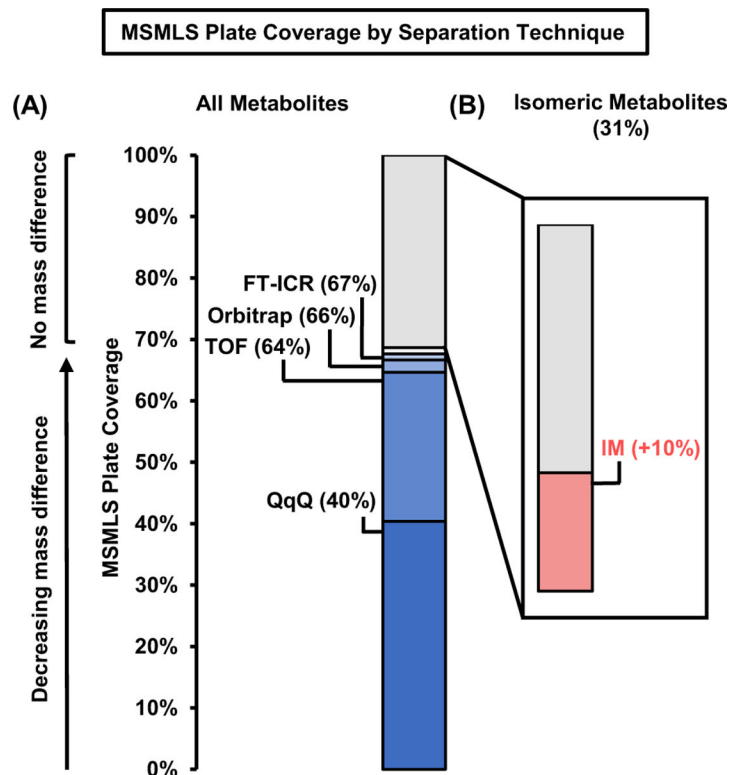 MSMLS Plate Coverage by Separation Technique
(A)
All Metabolites
(B)
Isomeric Metabolites
(31%)
No mass difference
Decreasing mass difference
MSMLS Plate Coverage
100%
90%
80%
70%
60%
50%
40%
30%
20%
10%
0%
FT-ICR (67%)
Orbitrap (66%)
TOF (64%)
QqQ (40%)
IM (+10%)